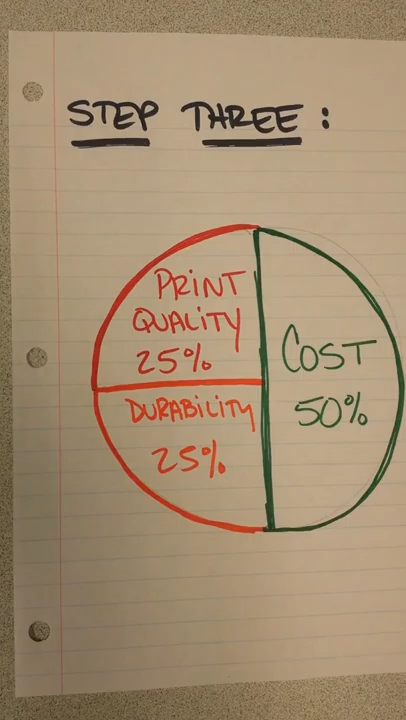 STEP THREE:
PRINT
QUALITY
25%
DURABILITY
25%
COST
50%